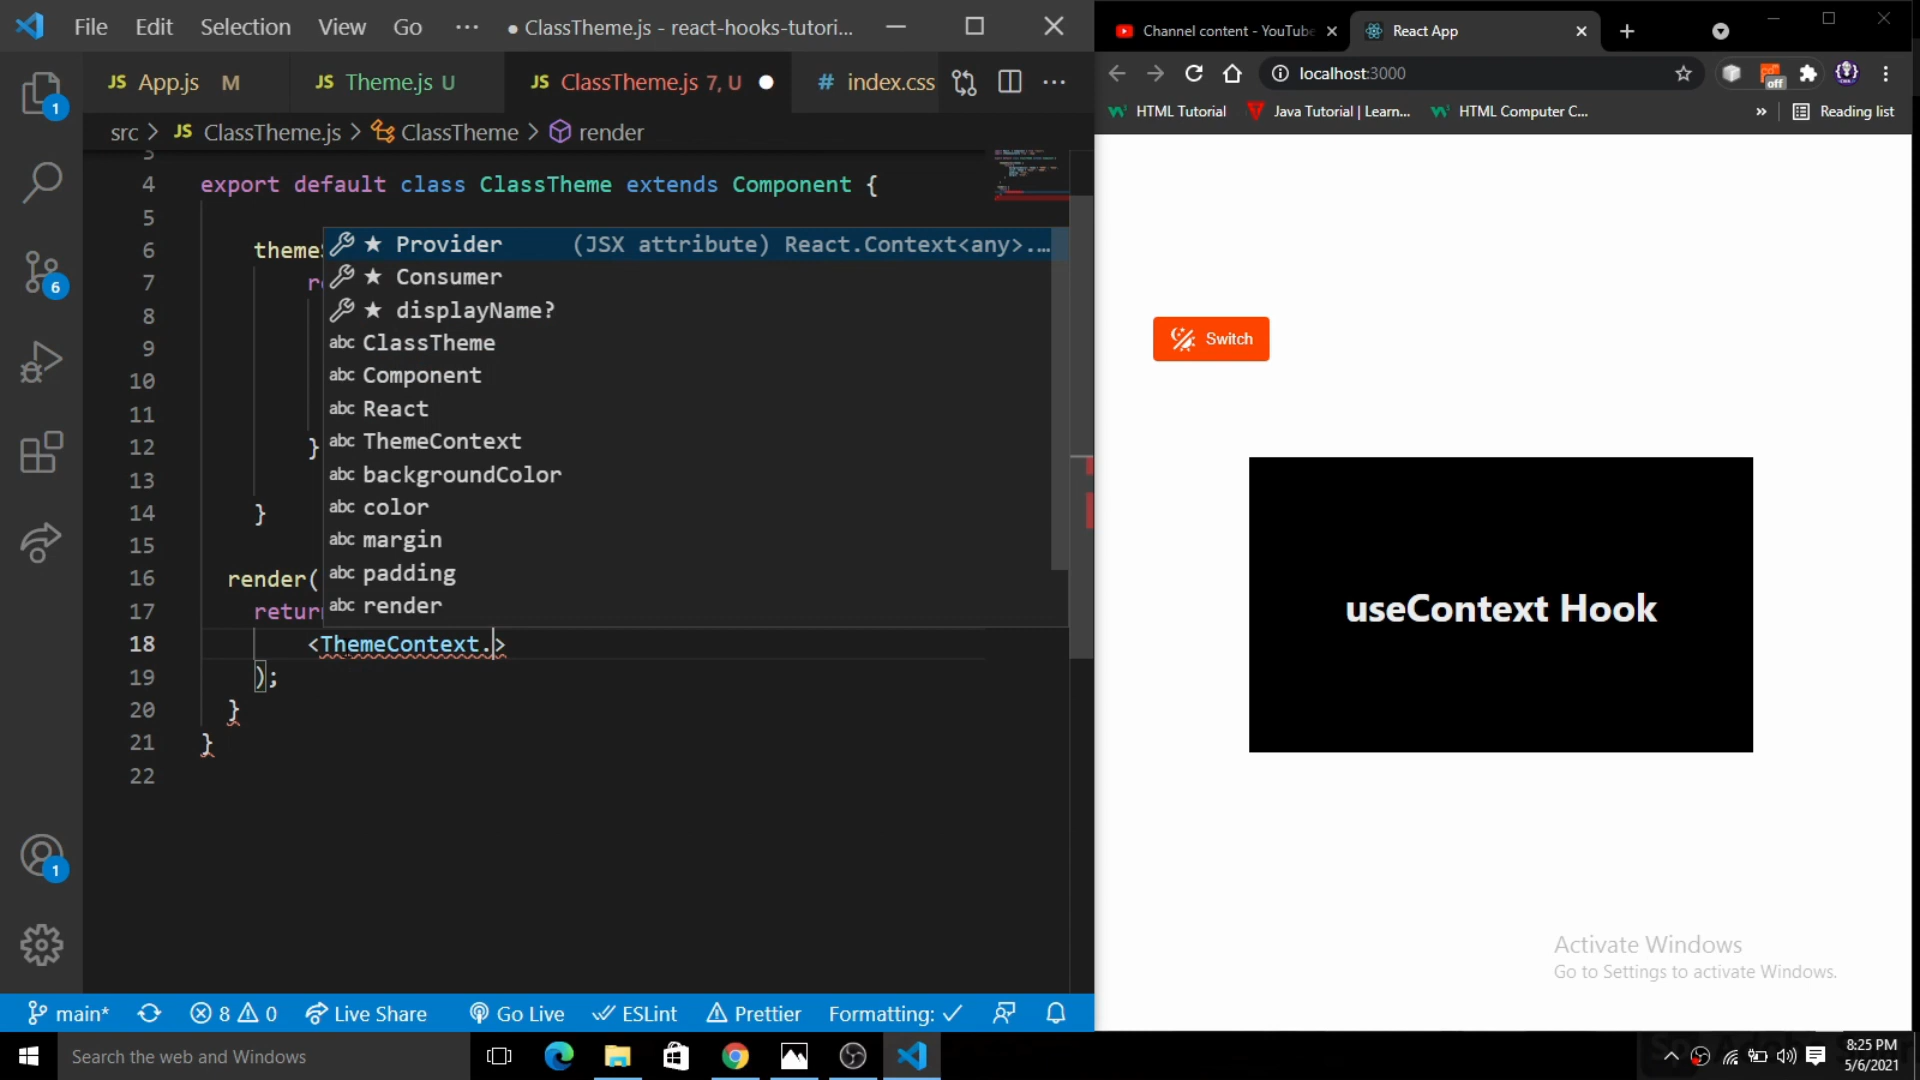 File Edit Selection View Go ··· ● ClassTheme.js - react-hooks-tutori...
JS App.js M JS Theme.js U JS ClassTheme.js 7, U # index.css ···
src > JS ClassTheme.js > ClassTheme > render
4 export default class ClassTheme extends Component {
5
6 theme
7 re
8
9
10
11
12 }
13
14 }
15
16 render(
17 return
18 <ThemeContext.>
19 );
20 }
21 }
22
★ Provider (JSX attribute) React.Context<any>.…
★ Consumer
★ displayName?
abc ClassTheme
abc Component
abc React
abc ThemeContext
abc backgroundColor
abc color
abc margin
abc padding
abc render
1
6
1
main* 8 0 Live Share Go Live ESLint Prettier Formatting: ✓
Channel content - YouTube React App
localhost:3000
off
HTML Tutorial Java Tutorial | Learn... HTML Computer C... » Reading list
Switch
useContext Hook
Activate Windows
Go to Settings to activate Windows.
Search the web and Windows
8:25 PM
5/6/2021